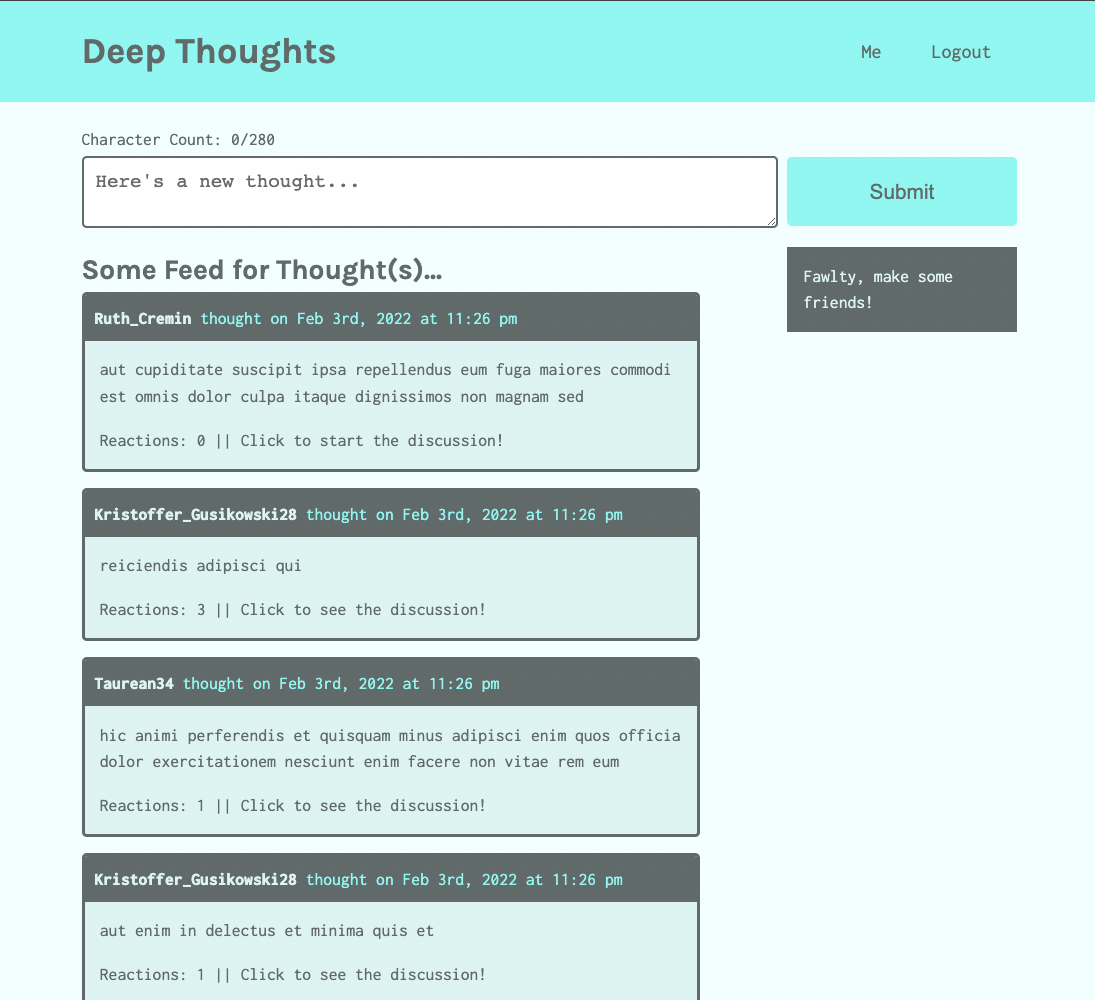 Deep Thoughts
Me
Logout
Character Count: 0/280
Here's a new thought...
Submit
Some Feed for Thought(s)...
Fawlty, make some
friends!
Ruth_Cremin thought on Feb 3rd, 2022 at 11:26 pm
aut cupiditate suscipit ipsa repellendus eum fuga maiores commodi
est omnis dolor culpa itaque dignissimos non magnam sed
Reactions: 0 || Click to start the discussion!
Kristoffer_Gusikowski28 thought on Feb 3rd, 2022 at 11:26 pm
reiciendis adipisci qui
Reactions: 3 || Click to see the discussion!
Taurean34 thought on Feb 3rd, 2022 at 11:26 pm
hic animi perferendis et quisquam minus adipisci enim quos officia
dolor exercitationem nesciunt enim facere non vitae rem eum
Reactions: 1 || Click to see the discussion!
Kristoffer_Gusikowski28 thought on Feb 3rd, 2022 at 11:26 pm
aut enim in delectus et minima quis et
Reactions: 1 || Click to see the discussion!